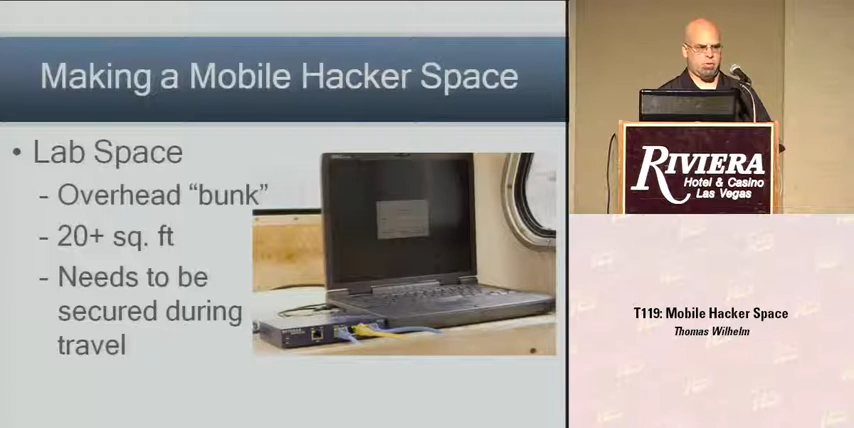 Making a Mobile Hacker Space
• Lab Space
- Overhead “bunk”
- 20+ sq. ft
- Needs to be
secured during
travel
RIVIERA
Hotel & Casino
Las Vegas
T119: Mobile Hacker Space
Thomas Wilhelm